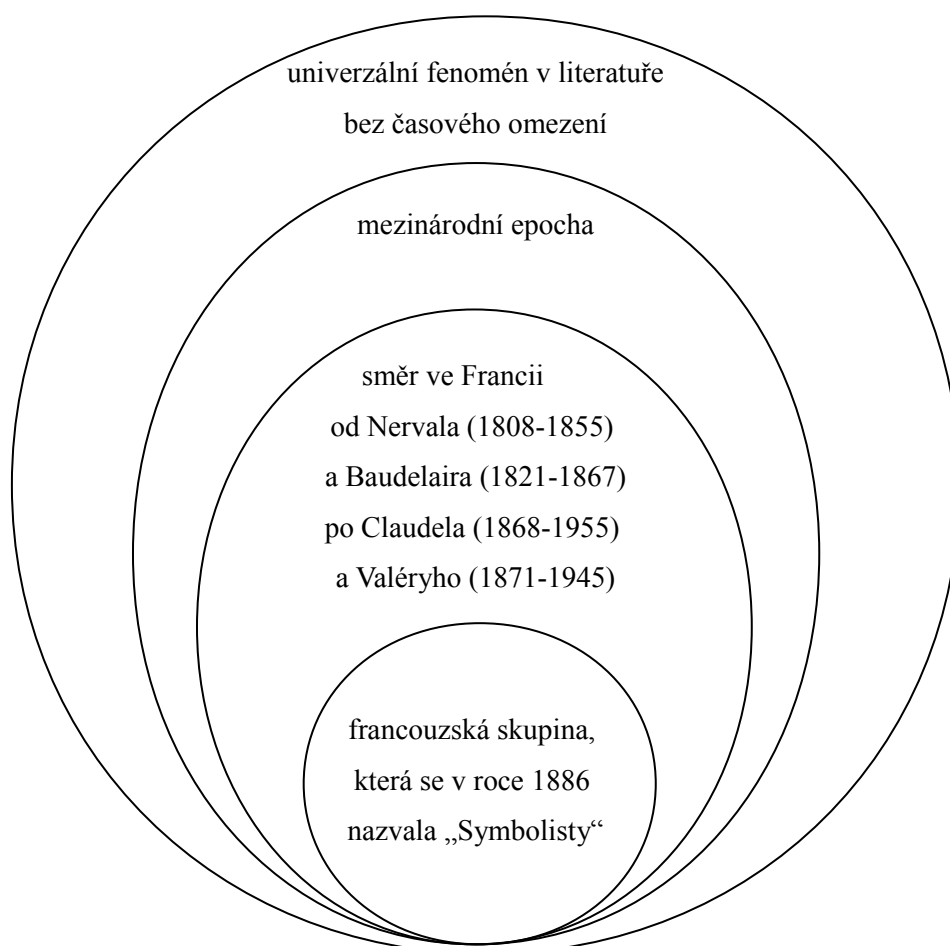 univerzální fenomén v literatuře
bez časového omezení
mezinárodní epocha
směr ve Francii
od Nervala (1808-1855)
a Baudelaira (1821-1867)
po Claudela (1868-1955)
a Valéryho (1871-1945)
francouzská skupina,
která se v roce 1886
nazvala „Symbolisty“